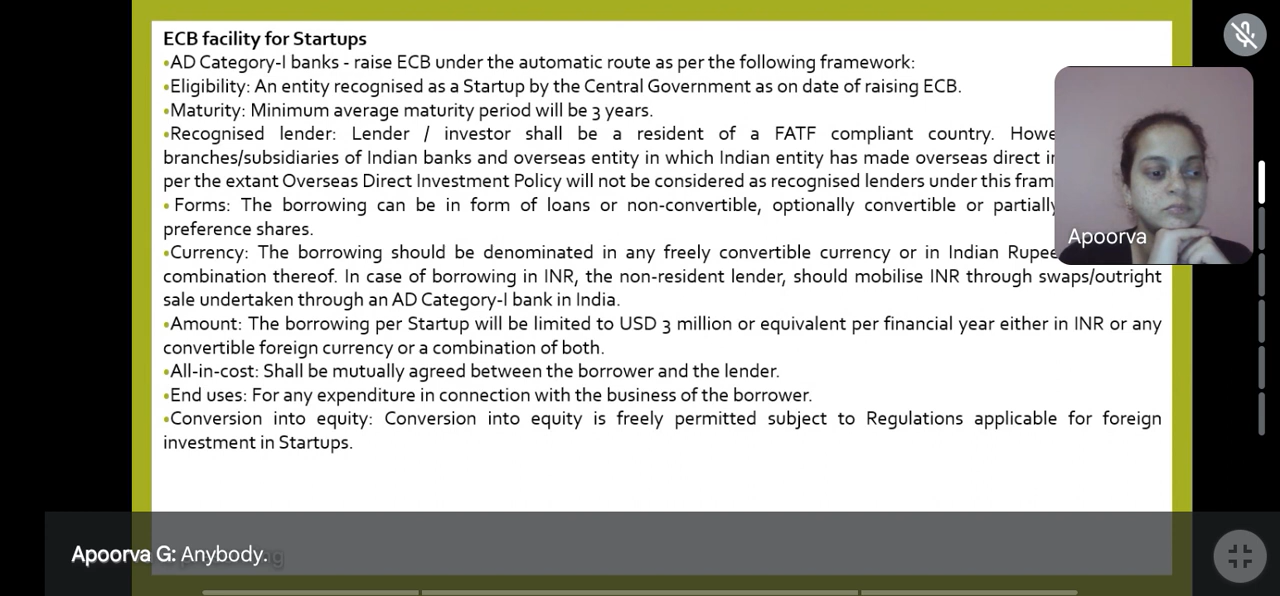 ECB facility for Startups
•AD Category-I banks - raise ECB under the automatic route as per the following framework:
•Eligibility: An entity recognised as a Startup by the Central Government as on date of raising ECB.
•Maturity: Minimum average maturity period will be 3 years.
•Recognised lender: Lender / investor shall be a resident of a FATF compliant country.
branches/subsidiaries of Indian banks and overseas entity in which Indian entity has made overseas direct
per the extant Overseas Direct Investment Policy will not be considered as recognised lenders under this
• Forms: The borrowing can be in form of loans or non-convertible, optionally convertible or partially
preference shares.
•Currency: The borrowing should be denominated in any freely convertible currency or in Indian
combination thereof. In case of borrowing in INR, the non-resident lender, should mobilise INR through swaps/outright
sale undertaken through an AD Category-I bank in India.
•Amount: The borrowing per Startup will be limited to USD 3 million or equivalent per financial year either in INR or any
convertible foreign currency or a combination of both.
•All-in-cost: Shall be mutually agreed between the borrower and the lender.
•End uses: For any expenditure in connection with the business of the borrower.
•Conversion into equity: Conversion into equity is freely permitted subject to Regulations applicable for foreign
investment in Startups.
Apoorva
Apoorva G: Anybody.